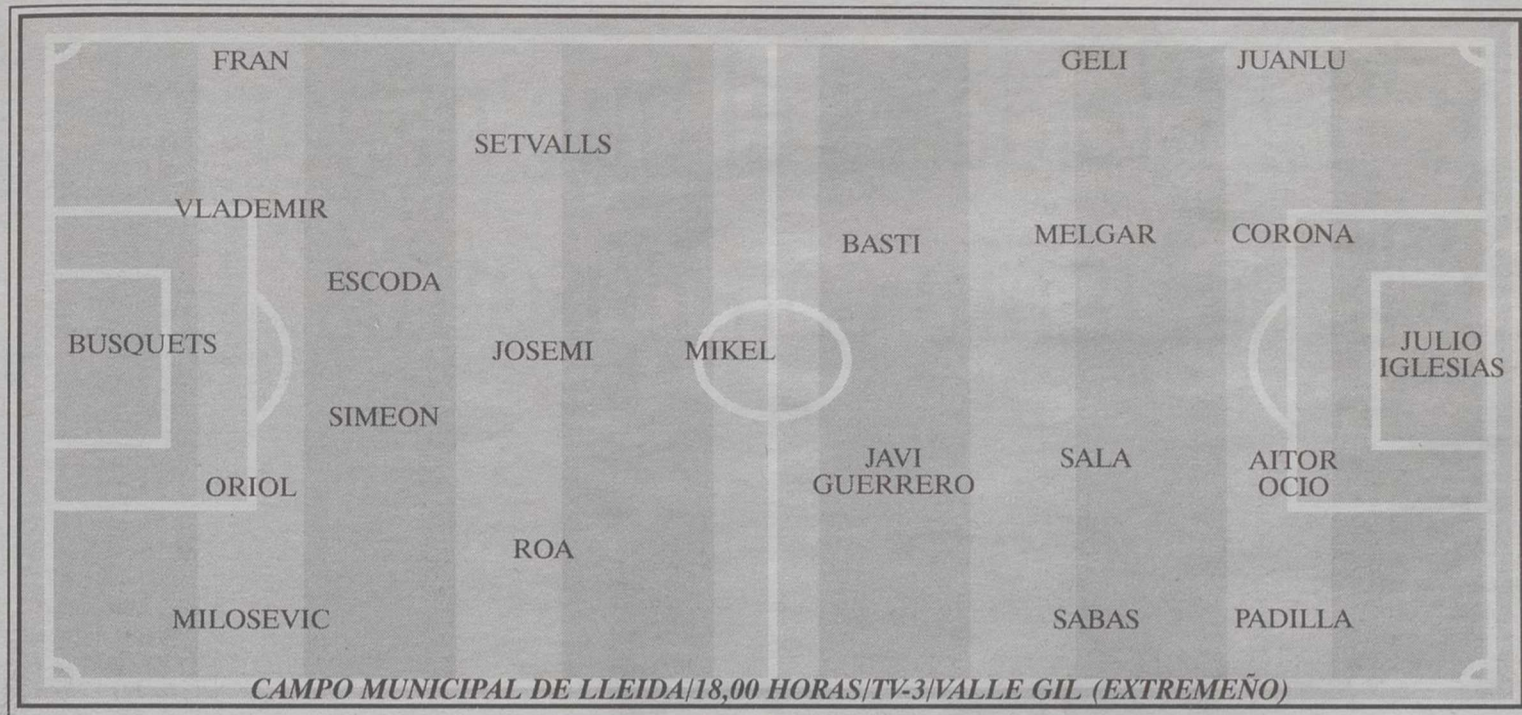 FRAN
GELI
JUANLU
SETVALLS
VLADEMIR
BASTI
MELGAR
CORONA
ESCODA
BUSQUETS
JOSEMI
MIKEL
JULIO
IGLESIAS
SIMEON
ORIOL
JAVI
GUERRERO
SALA
AITOR
OCIO
ROA
MILOSEVIC
SABAS
PADILLA
CAMPO MUNICIPAL DE LLEIDA/18,00 HORAS/TV-3/VALLE GIL (EXTREMEÑO)